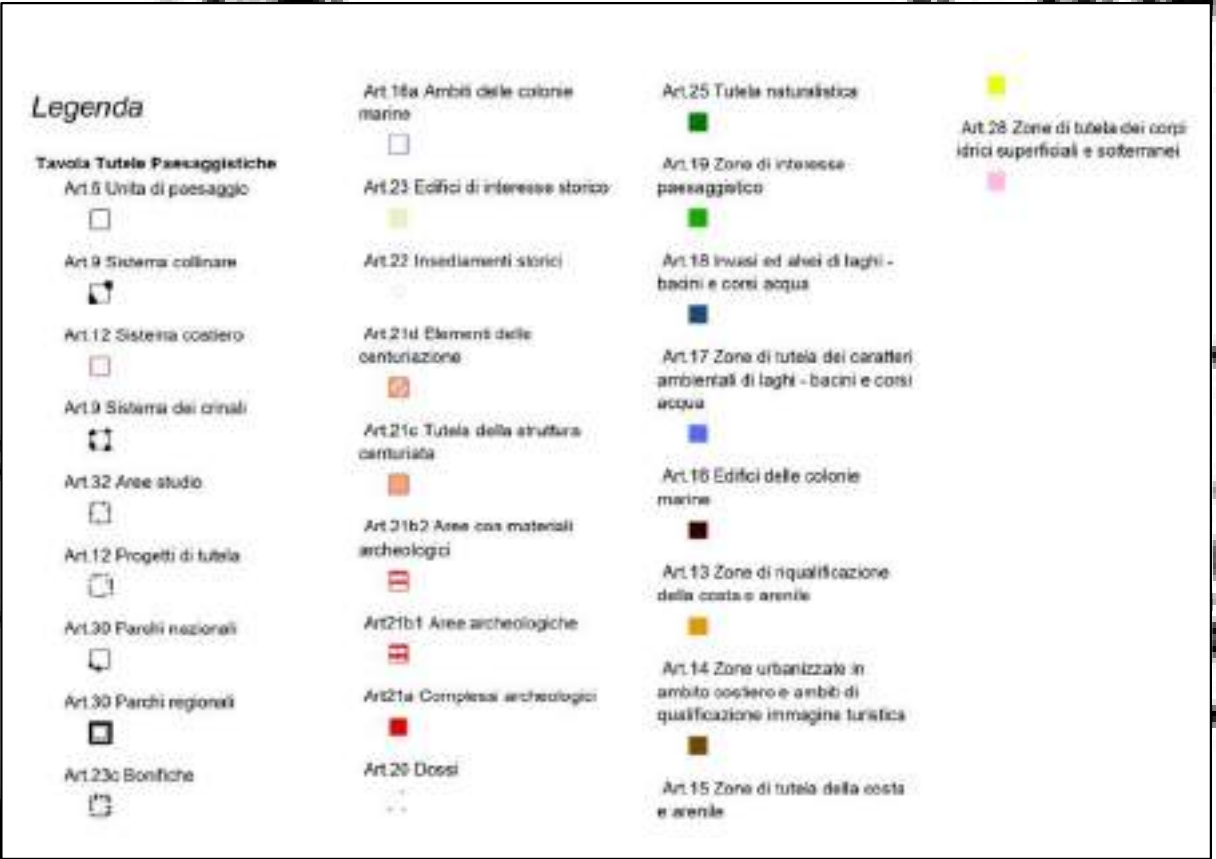 Legenda
Tavola Tutele Paesaggistiche
Art.6 Unita di paesaggio
Art.9 Sistema collinare
Art.12 Sistema costiero
Art.9 Sistema dei crinali
Art.32 Aree studio
Art.12 Progetti di tutela
Art.30 Parchi nazionali
Art.30 Parchi regionali
Art.23c Bonifiche
Art.16a Ambiti delle colonie
marine
Art.23 Edifici di interesse storico
Art.22 Insediamenti storici
Art.21d Elementi delle
centuriazione
Art.21c Tutela della struttura
centuriata
Art.21b2 Aree con materiali
archeologici
Art21b1 Aree archeologiche
Art21a Complessi archeologici
Art.20 Dossi
Art.25 Tutela naturalistica
Art.19 Zone di interesse
paesaggistico
Art.18 Invasi ed alvei di laghi -
bacini e corsi acqua
Art.17 Zone di tutela dei caratteri
ambientali di laghi - bacini e corsi
acqua
Art.16 Edifici delle colonie
marine
Art.13 Zone di riqualificazione
della costa e arenile
Art.14 Zone urbanizzate in
ambito costiero e ambiti di
qualificazione immagine turistica
Art.15 Zone di tutela della costa
e arenile
Art.28 Zone di tutela dei corpi
idrici superficiali e sotterranei